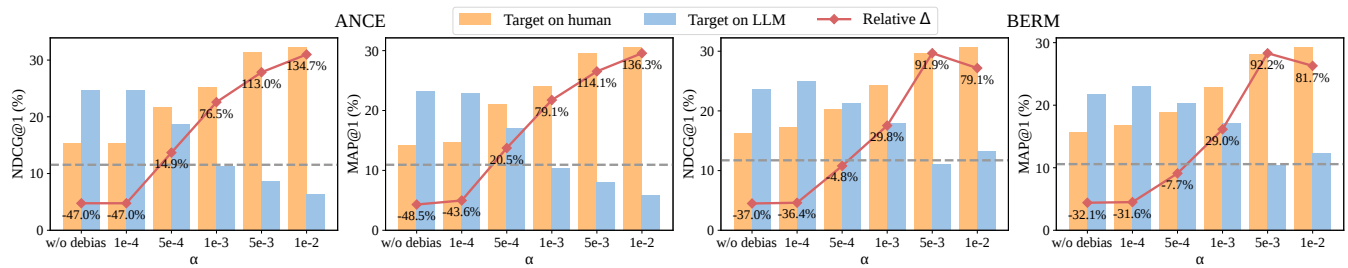 ANCE
Target on human
Target on LLM
Relative Δ
BERM
NDCG@1 (%)
30
20
10
0
-47.0%
-47.0%
14.9%
76.5%
113.0%
134.7%
w/o debias 1e-4 5e-4 1e-3 5e-3 1e-2
α
MAP@1 (%)
30
20
10
0
-48.5%
-43.6%
20.5%
79.1%
114.1%
136.3%
w/o debias 1e-4 5e-4 1e-3 5e-3 1e-2
α
NDCG@1 (%)
30
20
10
0
-37.0%
-36.4%
-4.8%
29.8%
91.9%
79.1%
w/o debias 1e-4 5e-4 1e-3 5e-3 1e-2
α
MAP@1 (%)
30
20
10
0
-32.1%
-31.6%
-7.7%
29.0%
92.2%
81.7%
w/o debias 1e-4 5e-4 1e-3 5e-3 1e-2
α